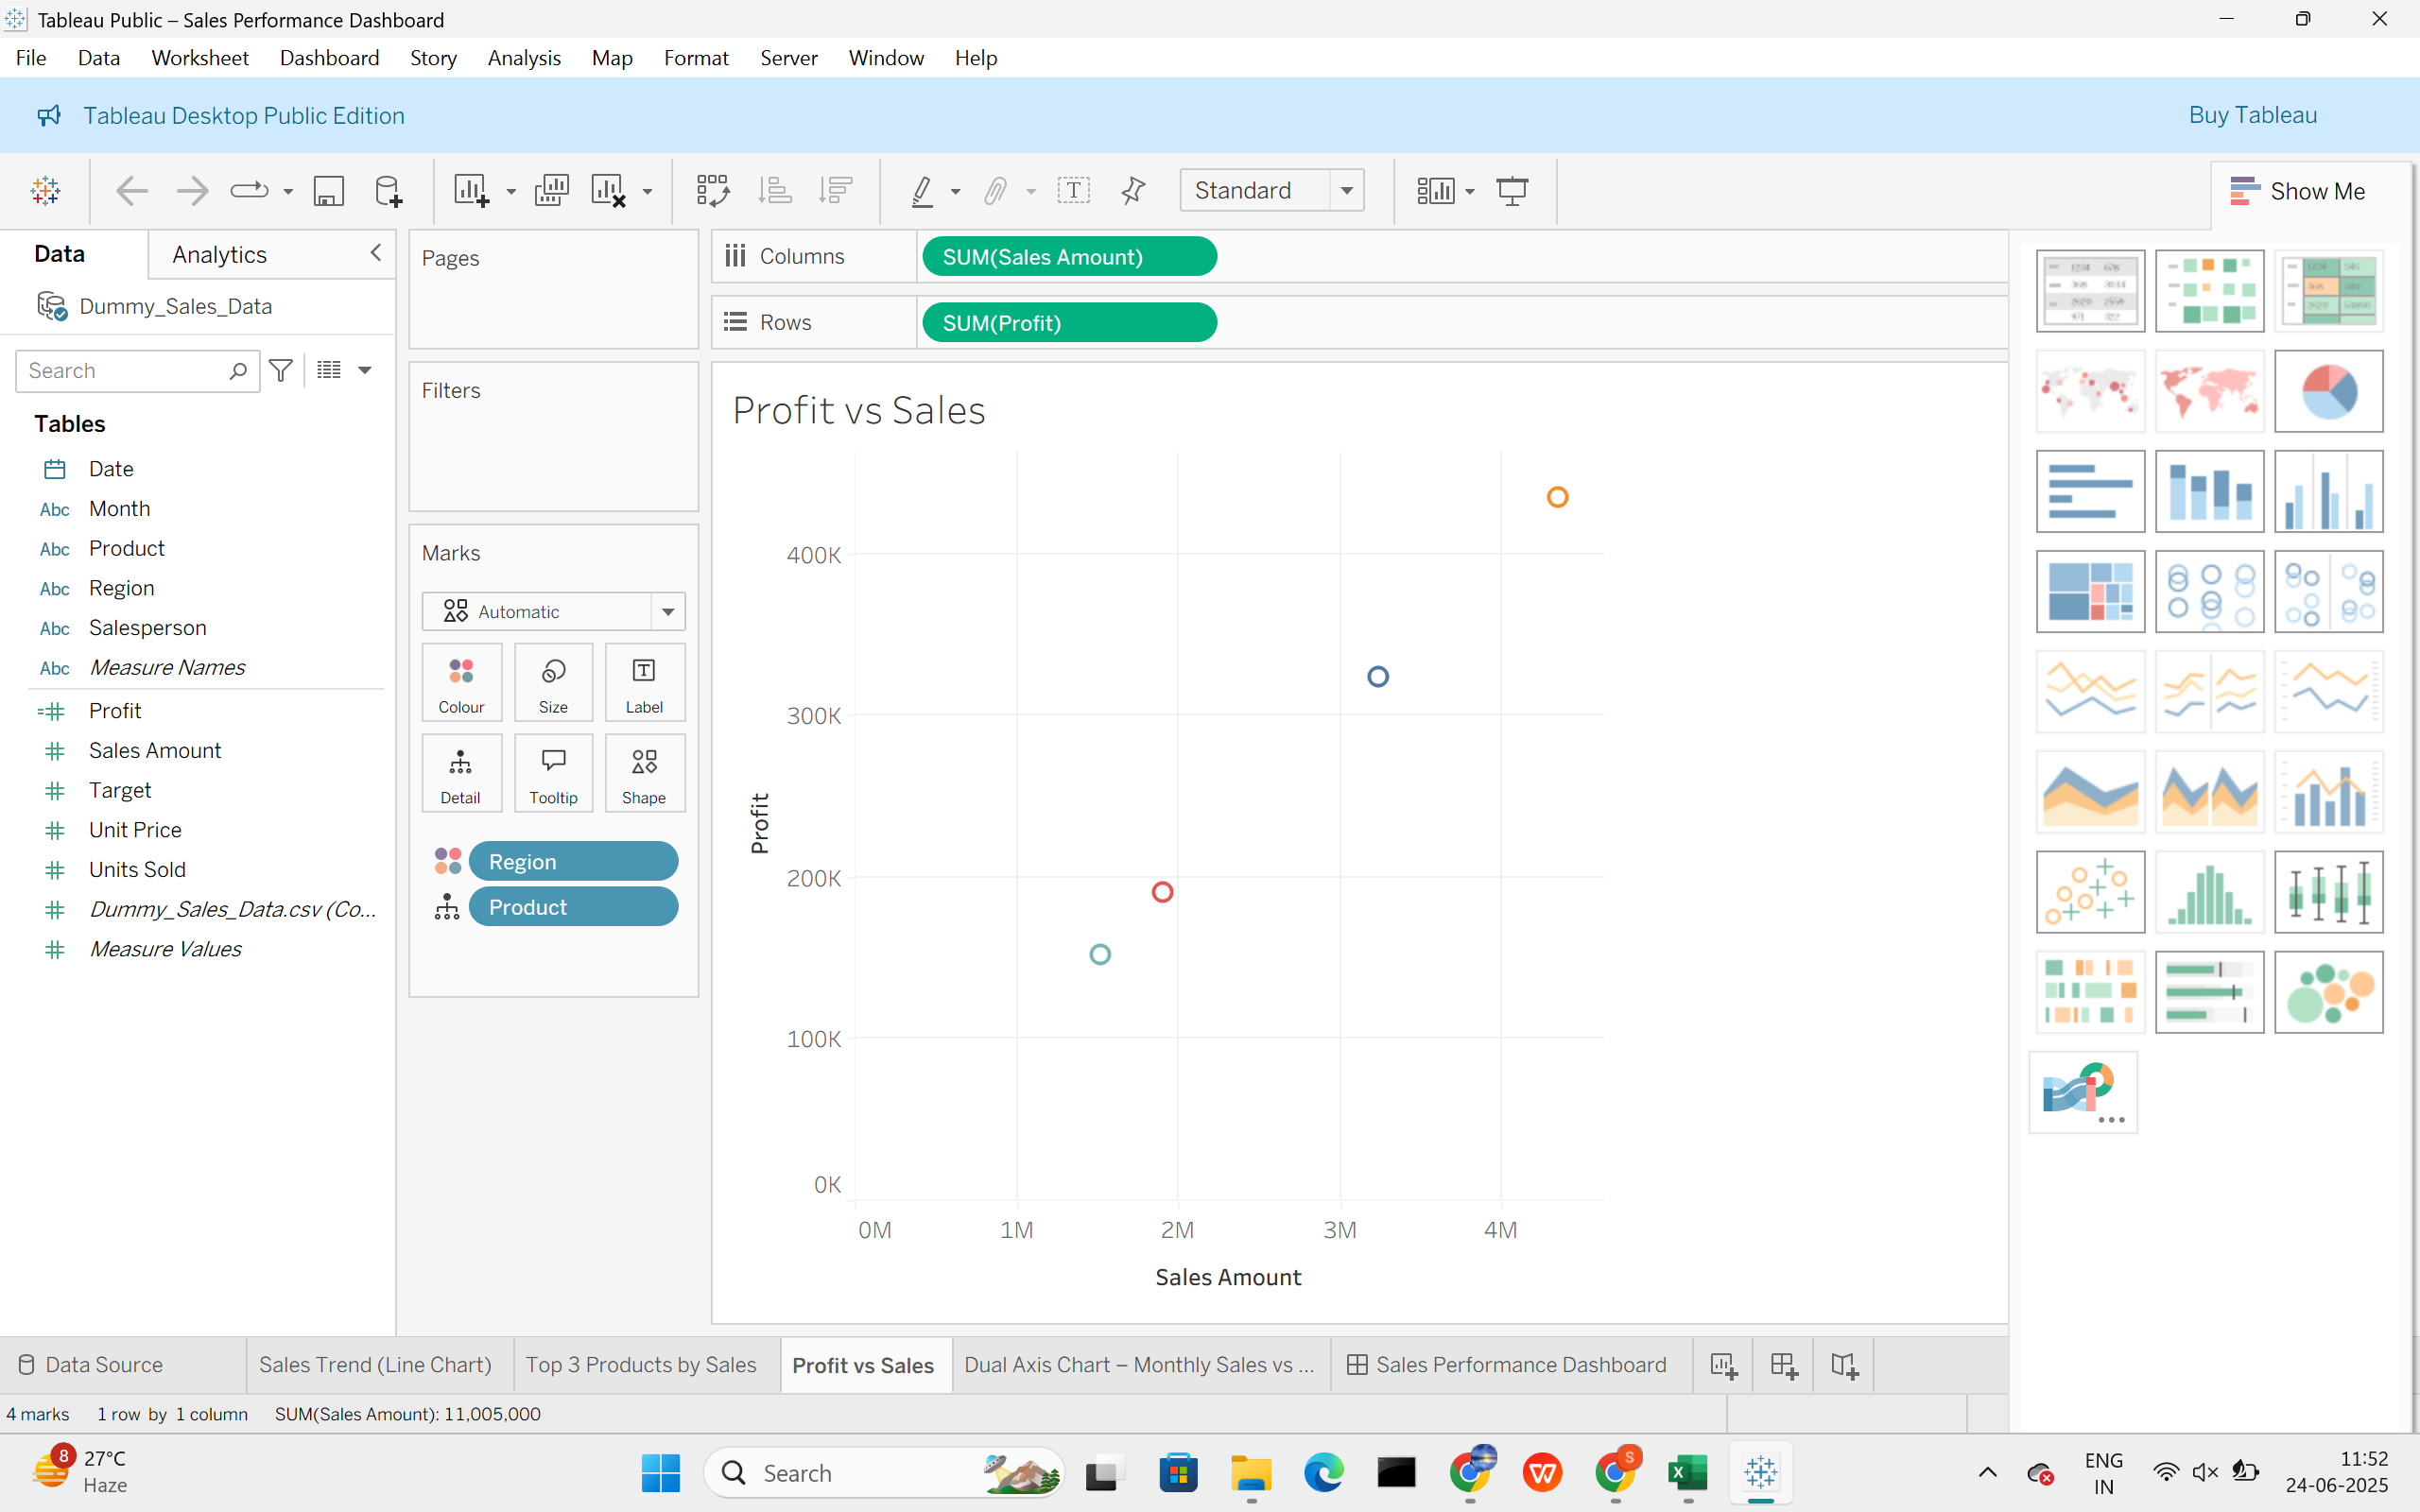 Tableau Public – Sales Performance Dashboard
File Data Worksheet Dashboard Story Analysis Map Format Server Window Help
Tableau Desktop Public Edition
Buy Tableau
Standard
Show Me
Data
Analytics
Dummy_Sales_Data
Search
Tables
Date
Abc Month
Abc Product
Abc Region
Abc Salesperson
Abc Measure Names
Profit
Sales Amount
Target
Unit Price
Units Sold
Dummy_Sales_Data.csv (Co...
Measure Values
Pages
Filters
Marks
Automatic
Colour Size Label
Detail Tooltip Shape
Region
Product
Columns SUM(Sales Amount)
Rows SUM(Profit)
Profit vs Sales
400K
300K
200K
100K
0K
Profit
0M 1M 2M 3M 4M
Sales Amount
Data Source Sales Trend (Line Chart) Top 3 Products by Sales Profit vs Sales Dual Axis Chart – Monthly Sales vs ... Sales Performance Dashboard
4 marks 1 row by 1 column SUM(Sales Amount): 11,005,000
8 27°C
Haze
Search
S
ENG
IN
11:52
24-06-2025